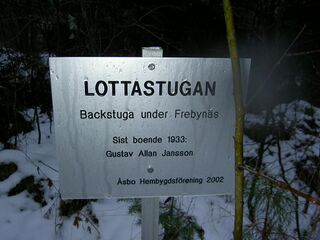 LOTTASTUGAN
Backstuga under Frebynäs
Sist boende 1933:
Gustav Allan Jansson
Åsbo Hembygdsförening 2002